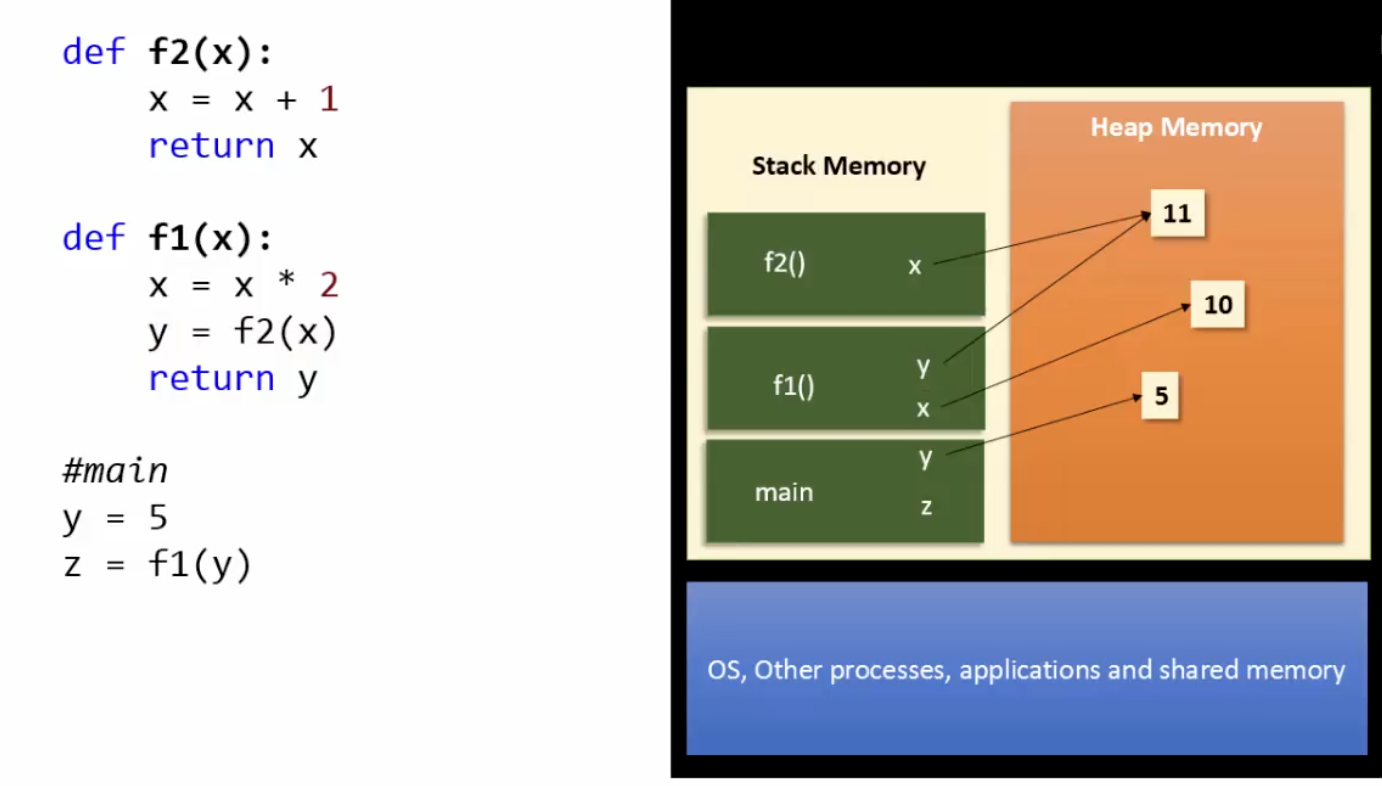 def f2(x):
    x = x + 1
    return x
def f1(x):
    x = x * 2
    y = f2(x)
    return y
#main
y = 5
z = f1(y)
Stack Memory
f2()
x
f1()
y
x
main
y
z
Heap Memory
11
10
5
OS, Other processes, applications and shared memory